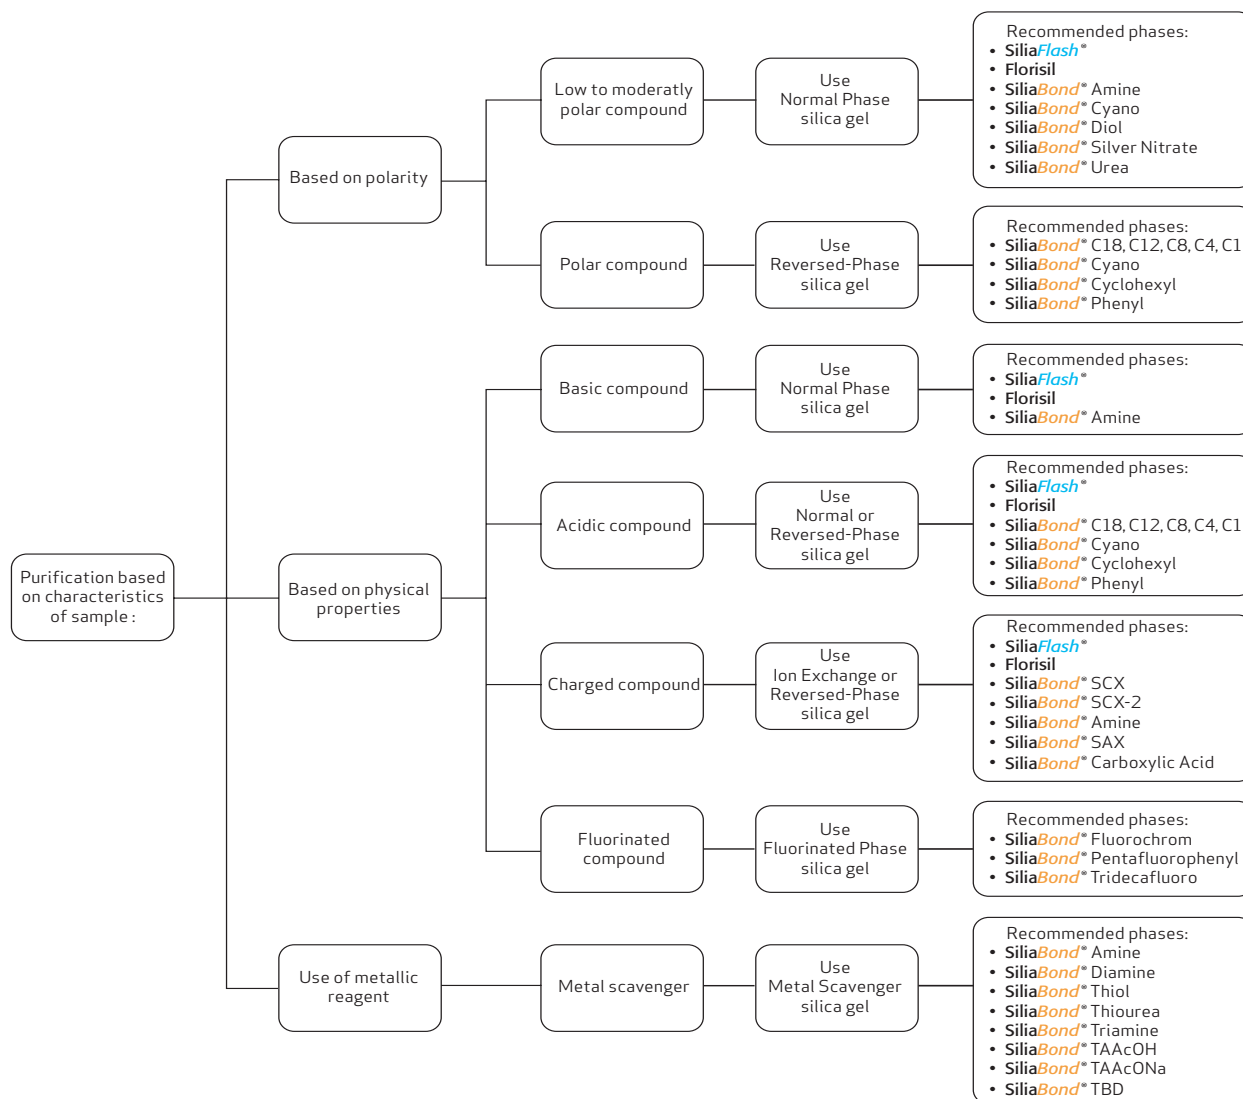 Purification based
on characteristics
of sample :
Based on polarity
Low to moderatly
polar compound
Use
Normal Phase
silica gel
Recommended phases:
• SiliaFlash®
• Florisil
• SiliaBond® Amine
• SiliaBond® Cyano
• SiliaBond® Diol
• SiliaBond® Silver Nitrate
• SiliaBond® Urea
Polar compound
Use
Reversed-Phase
silica gel
Recommended phases:
• SiliaBond® C18, C12, C8, C4, C1
• SiliaBond® Cyano
• SiliaBond® Cyclohexyl
• SiliaBond® Phenyl
Based on physical
properties
Basic compound
Use
Normal Phase
silica gel
Recommended phases:
• SiliaFlash®
• Florisil
• SiliaBond® Amine
Acidic compound
Use
Normal or
Reversed-Phase
silica gel
Recommended phases:
• SiliaFlash®
• Florisil
• SiliaBond® C18, C12, C8, C4, C1
• SiliaBond® Cyano
• SiliaBond® Cyclohexyl
• SiliaBond® Phenyl
Charged compound
Use
Ion Exchange or
Reversed-Phase
silica gel
Recommended phases:
• SiliaFlash®
• Florisil
• SiliaBond® SCX
• SiliaBond® SCX-2
• SiliaBond® Amine
• SiliaBond® SAX
• SiliaBond® Carboxylic Acid
Fluorinated
compound
Use
Fluorinated Phase
silica gel
Recommended phases:
• SiliaBond® Fluorochrom
• SiliaBond® Pentafluorophenyl
• SiliaBond® Tridecafluoro
Use of metallic
reagent
Metal scavenger
Use
Metal Scavenger
silica gel
Recommended phases:
• SiliaBond® Amine
• SiliaBond® Diamine
• SiliaBond® Thiol
• SiliaBond® Thiourea
• SiliaBond® Triamine
• SiliaBond® TAAcOH
• SiliaBond® TAAcONa
• SiliaBond® TBD